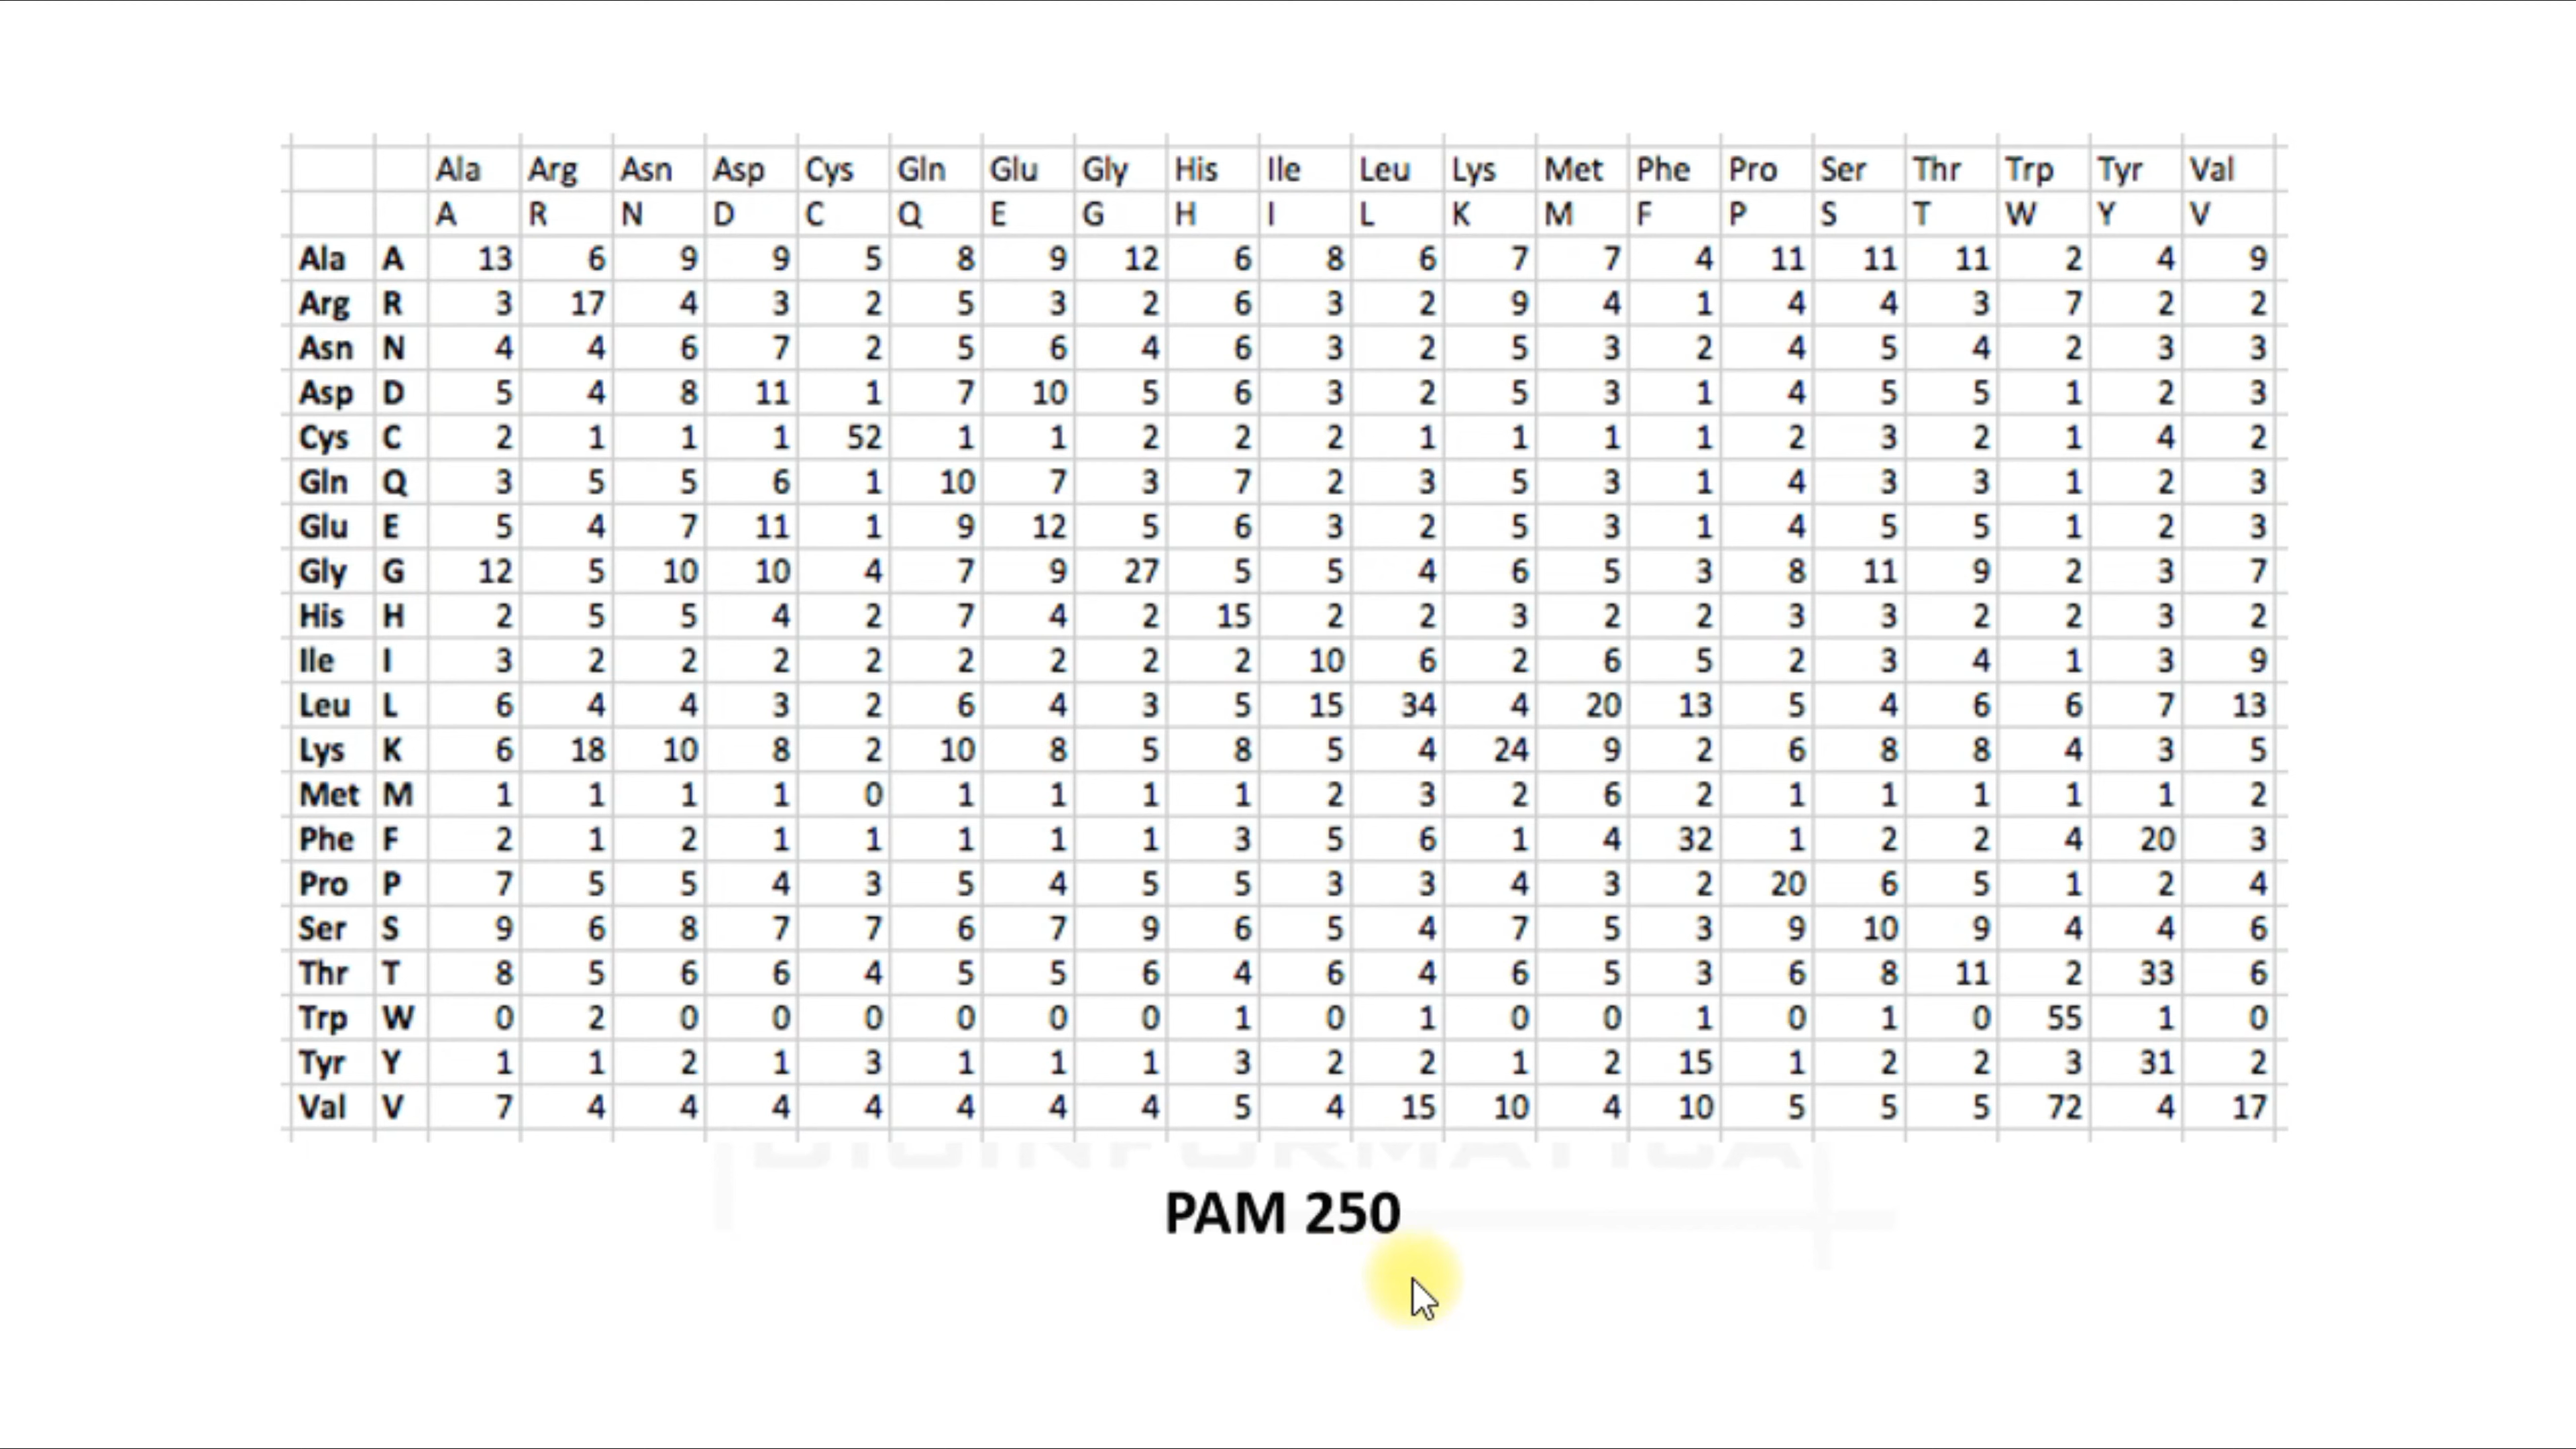 Ala Arg Asn Asp Cys Gln Glu Gly His Ile Leu Lys Met Phe Pro Ser Thr Trp Tyr Val
A R N D C Q E G H I L K M F P S T W Y V
Ala A 13 6 9 9 5 8 9 12 6 8 6 7 7 4 11 11 11 2 4 9
Arg R 3 17 4 3 2 5 3 2 6 3 2 9 4 1 4 4 3 7 2 2
Asn N 4 4 6 7 2 5 6 4 6 3 2 5 3 2 4 5 4 2 3 3
Asp D 5 4 8 11 1 7 10 5 6 3 2 5 3 1 4 5 5 1 2 3
Cys C 2 1 1 1 52 1 1 2 2 2 1 1 1 1 2 3 2 1 4 2
Gln Q 3 5 5 6 1 10 7 3 7 2 3 5 3 1 4 3 3 1 2 3
Glu E 5 4 7 11 1 9 12 5 6 3 2 5 3 1 4 5 5 1 2 3
Gly G 12 5 10 10 4 7 9 27 5 5 4 6 5 3 8 11 9 2 3 7
His H 2 5 5 4 2 7 4 2 15 2 2 3 2 2 3 3 2 2 3 2
Ile I 3 2 2 2 2 2 2 2 2 10 6 2 6 5 2 3 4 1 3 9
Leu L 6 4 4 3 2 6 4 3 5 15 34 4 20 13 5 4 6 6 7 13
Lys K 6 18 10 8 2 10 8 5 8 5 4 24 9 2 6 8 8 4 3 5
Met M 1 1 1 1 0 1 1 1 1 2 3 2 6 2 1 1 1 1 1 2
Phe F 2 1 2 1 1 1 1 1 3 5 6 1 4 32 1 2 2 4 20 3
Pro P 7 5 5 4 3 5 4 5 5 3 3 4 3 2 20 6 5 1 2 4
Ser S 9 6 8 7 7 6 7 9 6 5 4 7 5 3 9 10 9 4 4 6
Thr T 8 5 6 6 4 5 5 6 4 6 4 6 5 3 6 8 11 2 33 6
Trp W 0 2 0 0 0 0 0 0 1 0 1 0 0 1 0 1 0 55 1 0
Tyr Y 1 1 2 1 3 1 1 1 3 2 2 1 2 15 1 2 2 3 31 2
Val V 7 4 4 4 4 4 4 4 5 4 15 10 4 10 5 5 5 72 4 17
PAM 250